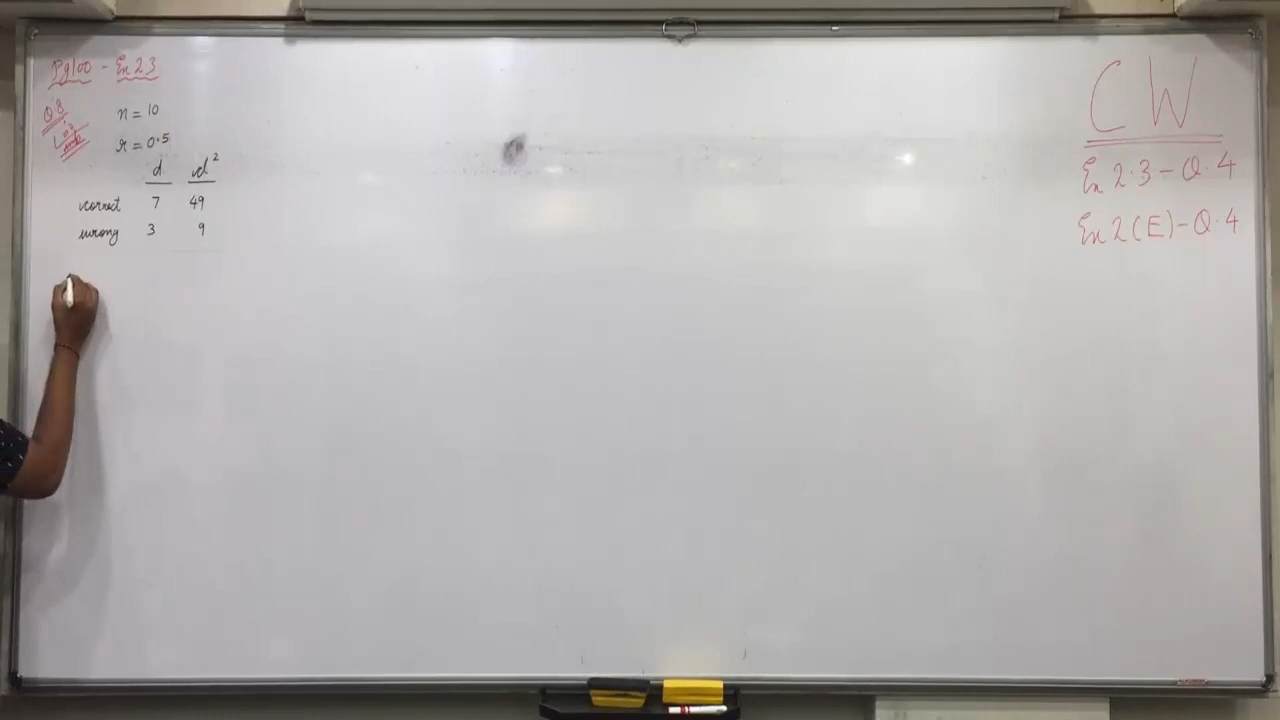 Pg100 - Ex 2.3
Q8
n = 10
r = 0.5
d d²
correct 7 49
wrong 3 9
CW
Ex 2.3 - Q.4
Ex 2(E) - Q.4